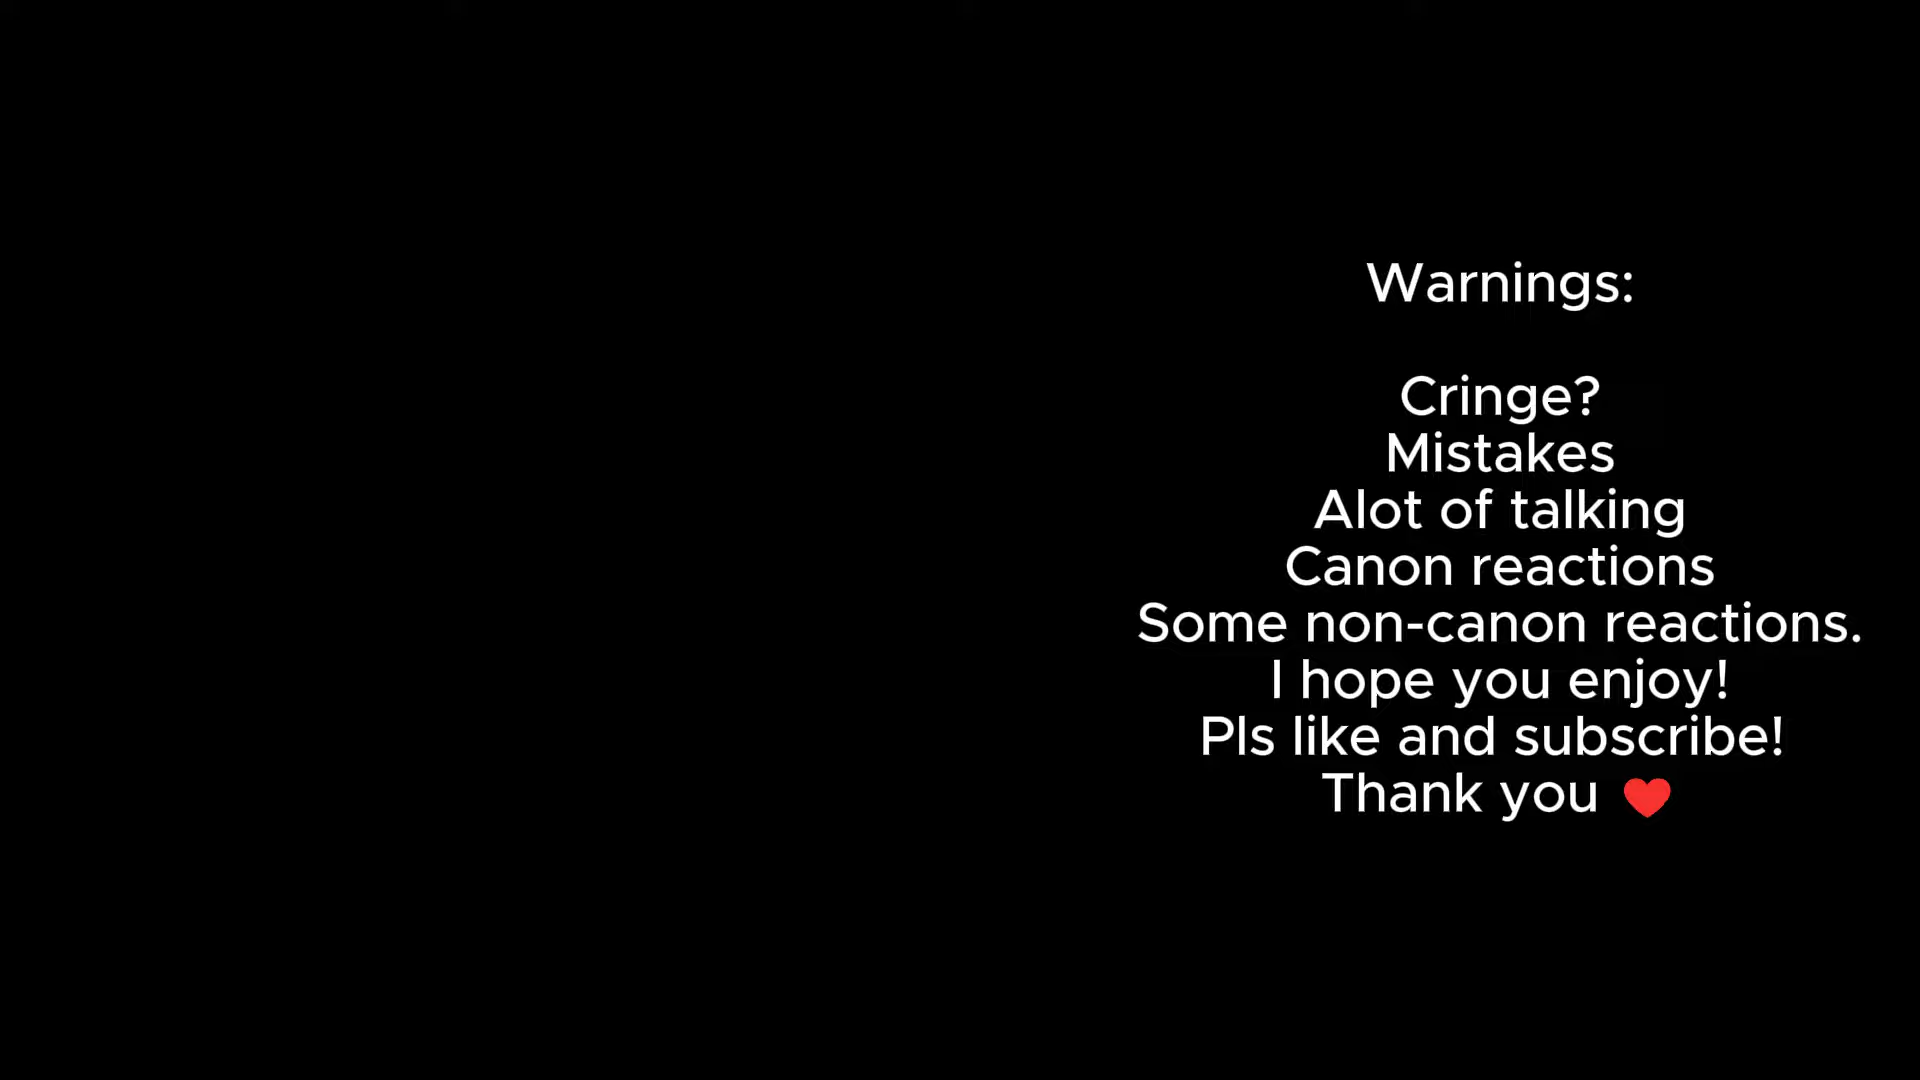 Warnings:
Cringe?
Mistakes
Alot of talking
Canon reactions
Some non-canon reactions.
I hope you enjoy!
Pls like and subscribe!
Thank you ❤️